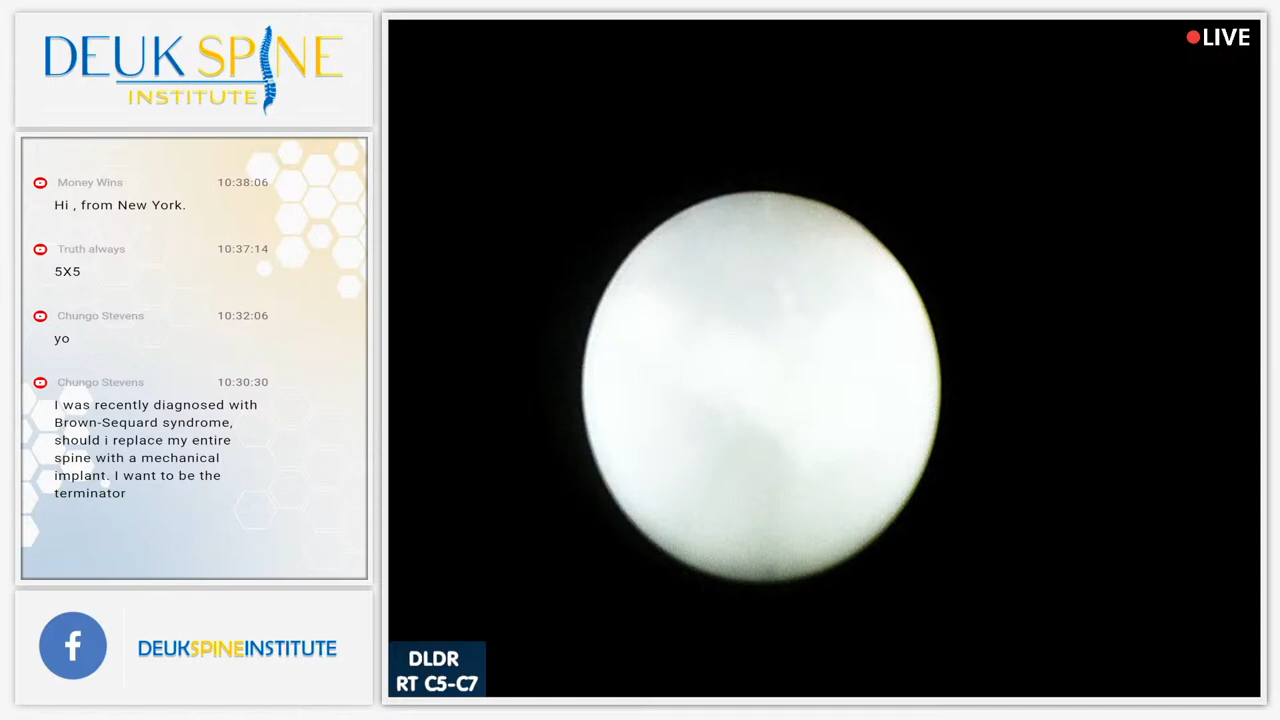 DEUK SPINE
INSTITUTE
Money Wins 10:38:06
Hi , from New York.
Truth always 10:37:14
5X5
Chungo Stevens 10:32:06
yo
Chungo Stevens 10:30:30
I was recently diagnosed with
Brown-Sequard syndrome,
should i replace my entire
spine with a mechanical
implant. I want to be the
terminator
f
DEUKSPINEINSTITUTE
LIVE
DLDR
RT C5-C7